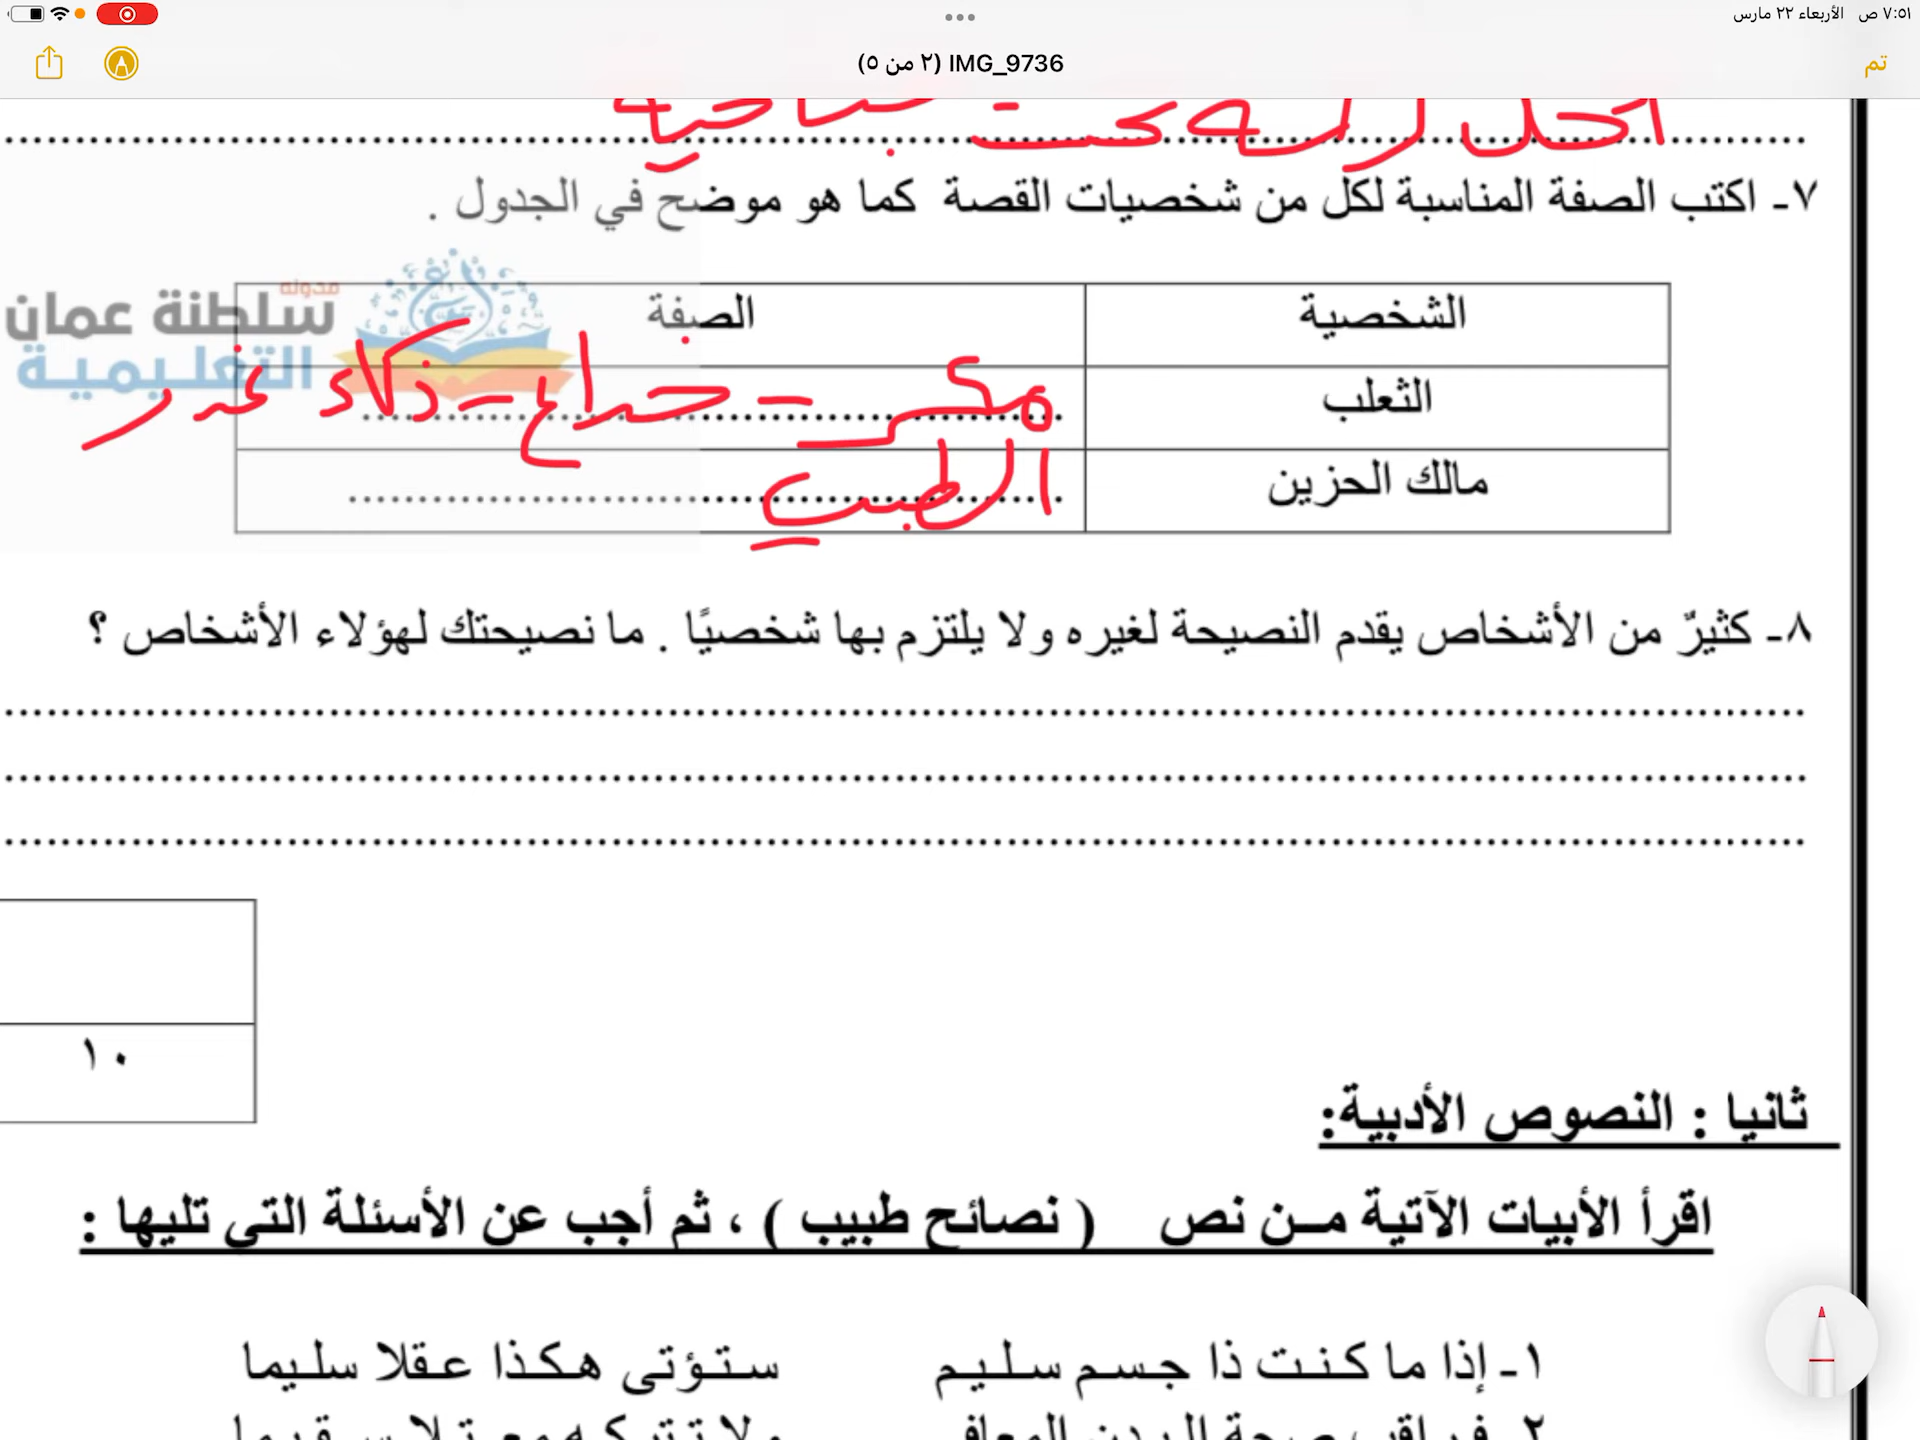 ٧:٥١ ص الأربعاء ٢٢ مارس
IMG_9736 (٢ من ٥)
تم
٧- اكتب الصفة المناسبة لكل من شخصيات القصة كما هو موضح في الجدول .
مدونة
سلطنة عمان
التعليمية
الشخصية الصفة
الثعلب مكر - خداع - ذكاء غدر
مالك الحزين الطيب
٨- كثيرٌ من الأشخاص يقدم النصيحة لغيره ولا يلتزم بها شخصيًا . ما نصيحتك لهؤلاء الأشخاص ؟
١٠
ثانيا : النصوص الأدبية:
اقرأ الأبيات الآتية مـن نص ( نصائح طبيب ) ، ثم أجب عن الأسئلة التي تليها :
١- إذا ما كنت ذا جسم سليم ستؤتى هكذا عقلا سليما